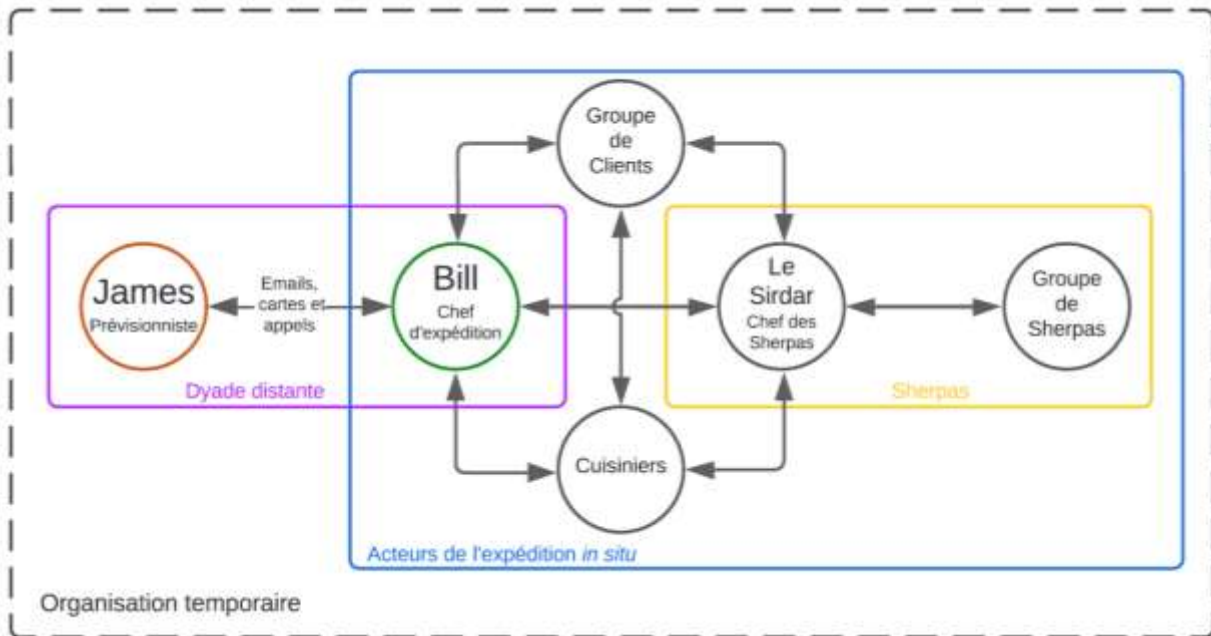 Groupe
de
Clients
James
Prévisionniste
Emails,
cartes et
appels
Bill
Chef
d'expédition
Le
Sirdar
Chef des
Sherpas
Groupe
de
Sherpas
Dyade distante
Sherpas
Cuisiniers
Acteurs de l'expédition in situ
Organisation temporaire